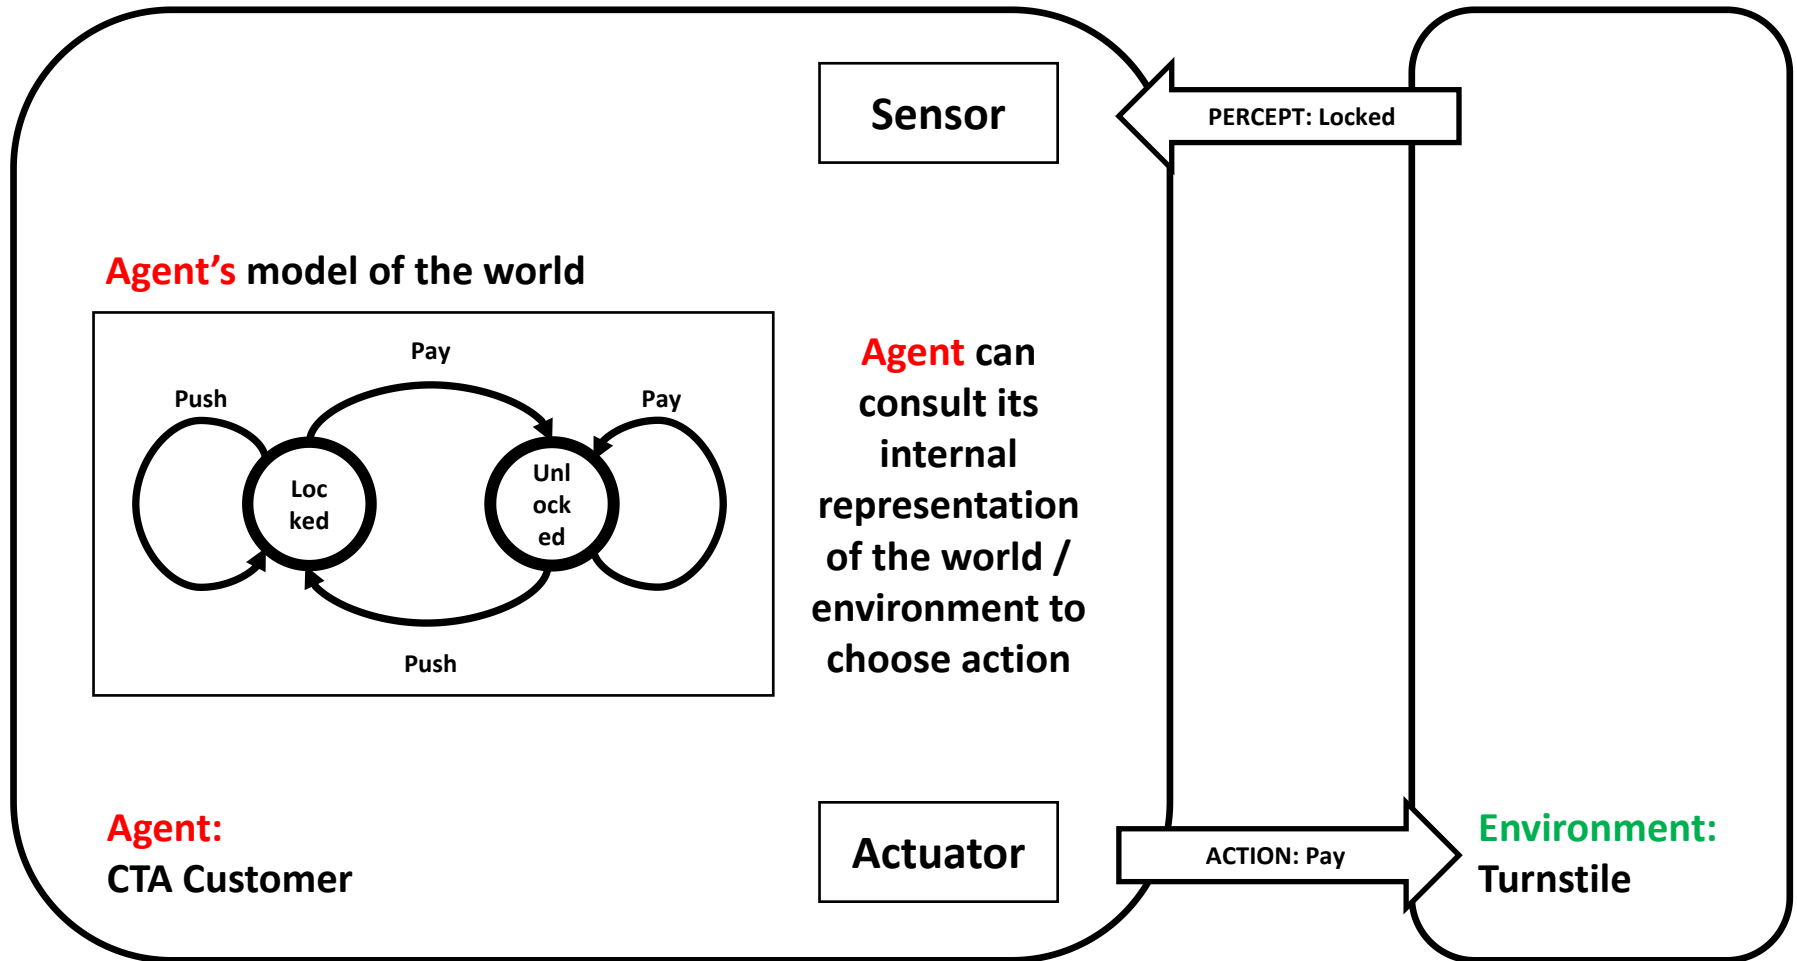 Sensor
PERCEPT: Locked
Agent's model of the world
Pay
Push
Pay
Loc
ked
Unl
ock
ed
Push
Agent can
consult its
internal
representation
of the world /
environment to
choose action
Agent:
CTA Customer
Actuator
ACTION: Pay
Environment:
Turnstile